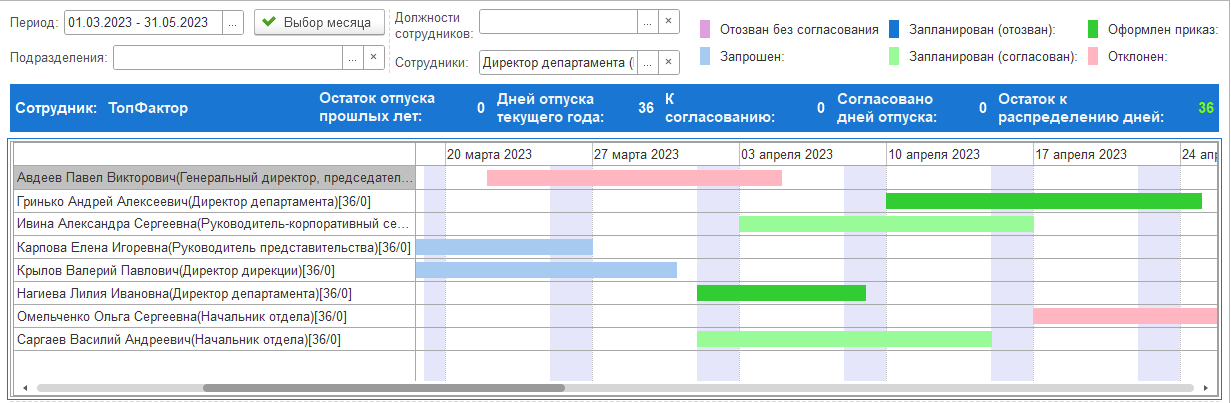 Период: 01.03.2023 - 31.05.2023 ... Выбор месяца
Подразделения: ... ×
Должности
сотрудников: ... ×
Сотрудники: Директор департамента ( ... ×
Отозван без согласования Запланирован (отозван): Оформлен приказ:
Запрошен: Запланирован (согласован): Отклонен:
Сотрудник: ТопФактор
Остаток отпуска
прошлых лет: 0
Дней отпуска
текущего года: 36
К
согласованию: 0
Согласовано
дней отпуска: 0
Остаток к
распределению дней: 36
20 марта 2023 27 марта 2023 03 апреля 2023 10 апреля 2023 17 апреля 2023 24 апр
Авдеев Павел Викторович(Генеральный директор, председател...
Гринько Андрей Алексеевич(Директор департамента)[36/0]
Ивина Александра Сергеевна(Руководитель-корпоративный се...
Карпова Елена Игоревна(Руководитель представительства)[36/0]
Крылов Валерий Павлович(Директор дирекции)[36/0]
Нагиева Лилия Ивановна(Директор департамента)[36/0]
Омельченко Ольга Сергеевна(Начальник отдела)[36/0]
Саргаев Василий Андреевич(Начальник отдела)[36/0]